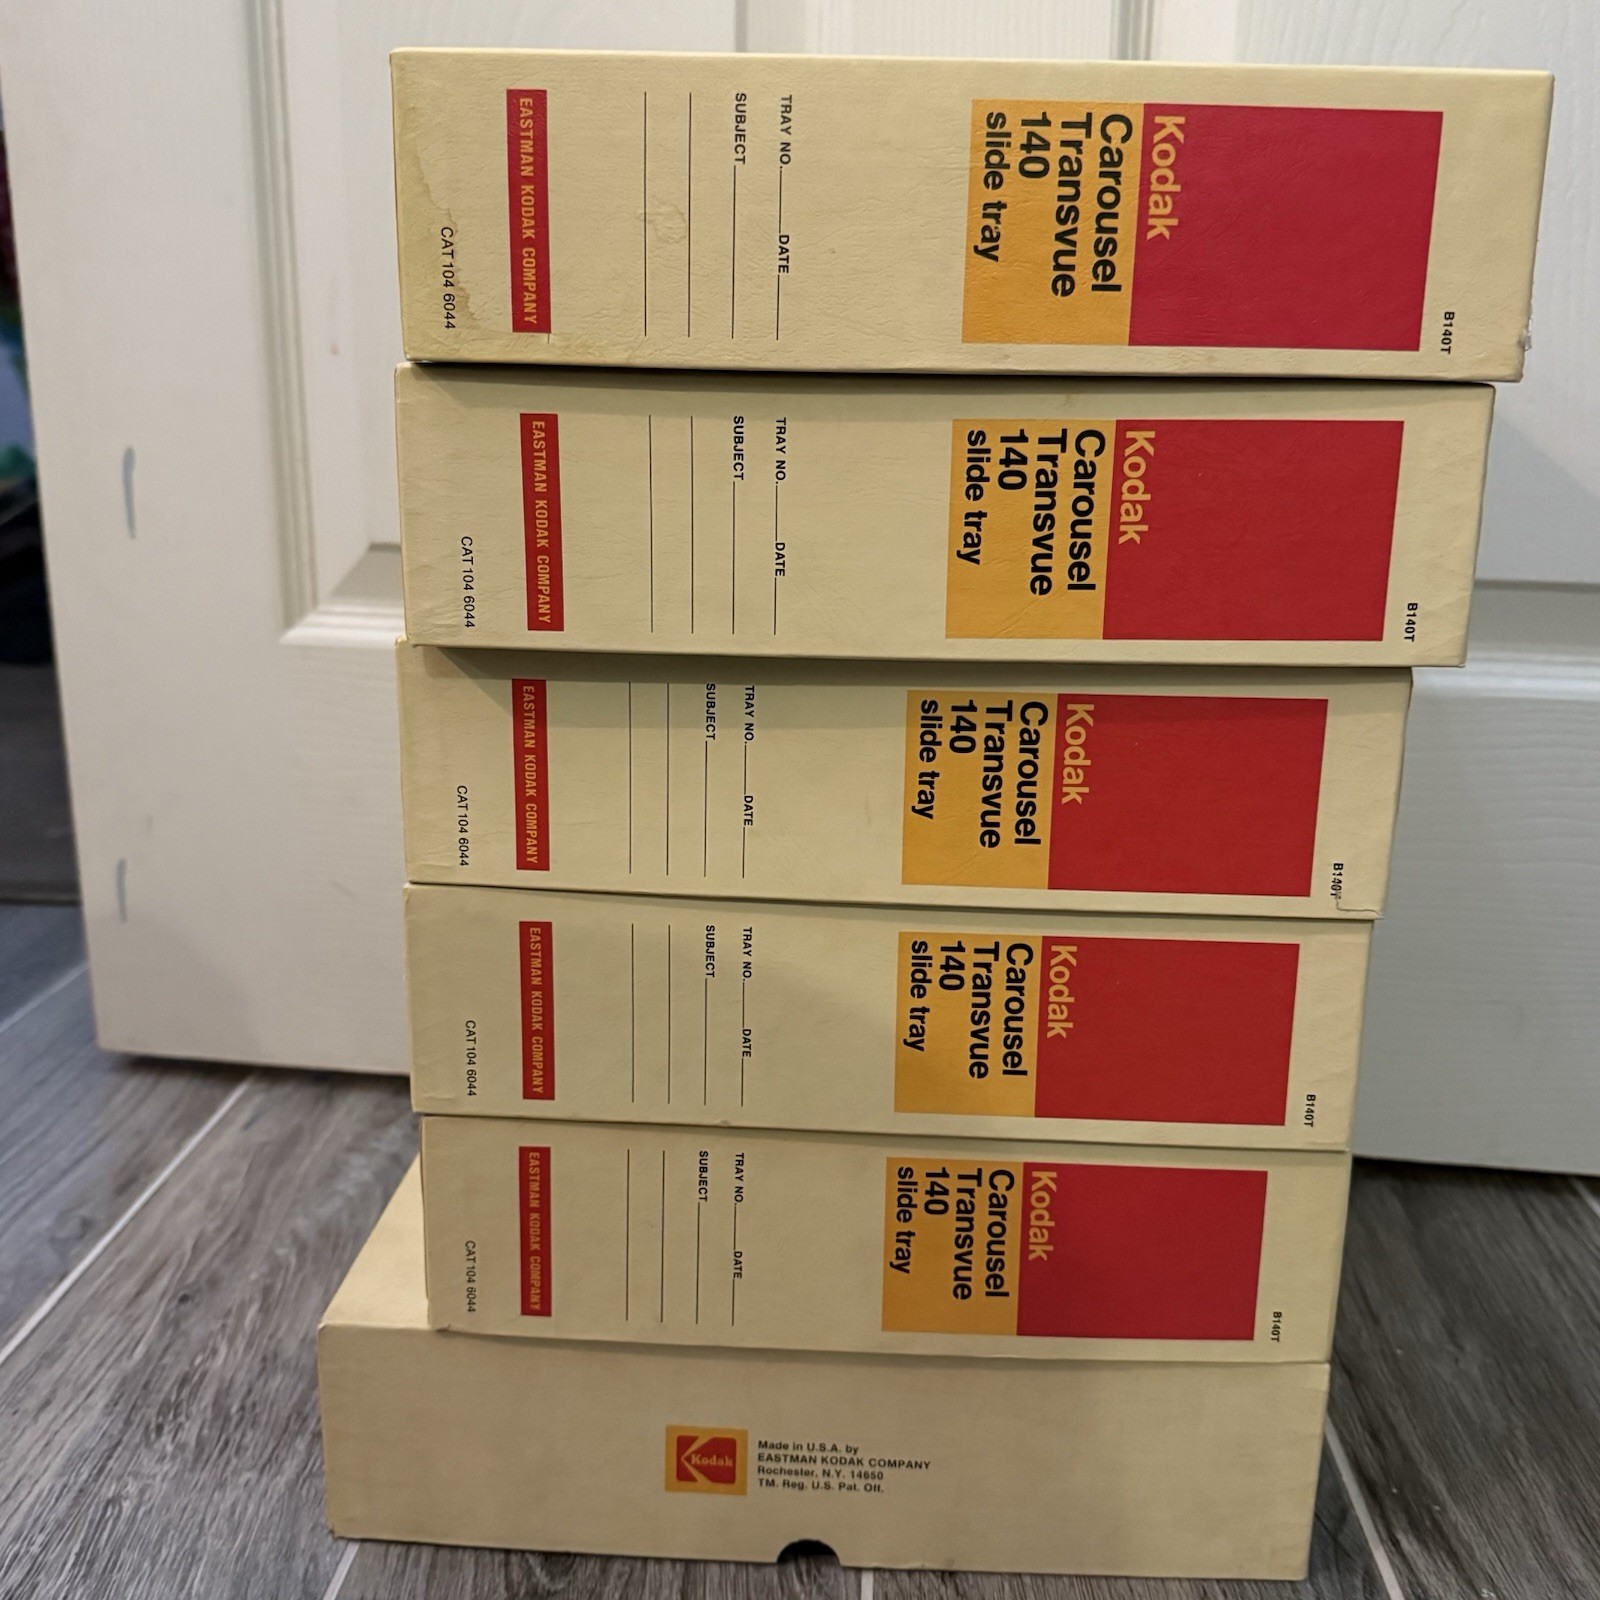 Kodak
Carousel
Transvue
140
slide tray
TRAY NO. DATE
SUBJECT
EASTMAN KODAK COMPANY
CAT 104 6044
B140T
Kodak
Carousel
Transvue
140
slide tray
TRAY NO. DATE
SUBJECT
EASTMAN KODAK COMPANY
CAT 104 6044
B140T
Kodak
Carousel
Transvue
140
slide tray
TRAY NO. DATE
SUBJECT
EASTMAN KODAK COMPANY
CAT 104 6044
B140T
Kodak
Carousel
Transvue
140
slide tray
TRAY NO. DATE
SUBJECT
EASTMAN KODAK COMPANY
CAT 104 6044
B140T
Kodak
Carousel
Transvue
140
slide tray
TRAY NO. DATE
SUBJECT
EASTMAN KODAK COMPANY
CAT 104 6044
B140T
Kodak
Made in U.S.A. by
EASTMAN KODAK COMPANY
Rochester, N.Y. 14650
TM. Reg. U.S. Pat. Off.